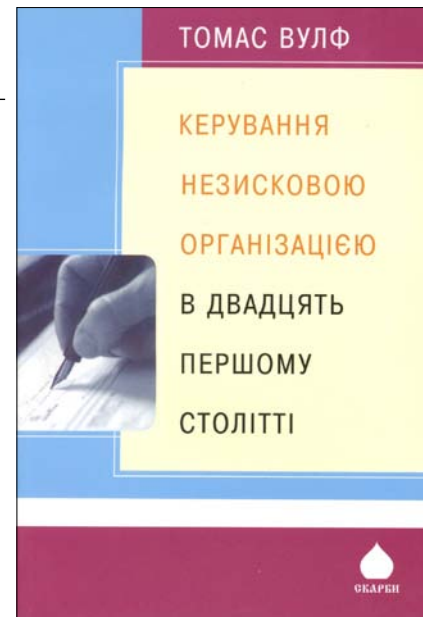 ТОМАС ВУЛФ
КЕРУВАННЯ
НЕЗИСКОВОЮ
ОРГАНІЗАЦІЄЮ
В ДВАДЦЯТЬ
ПЕРШОМУ
СТОЛІТТІ
СКАРБИ